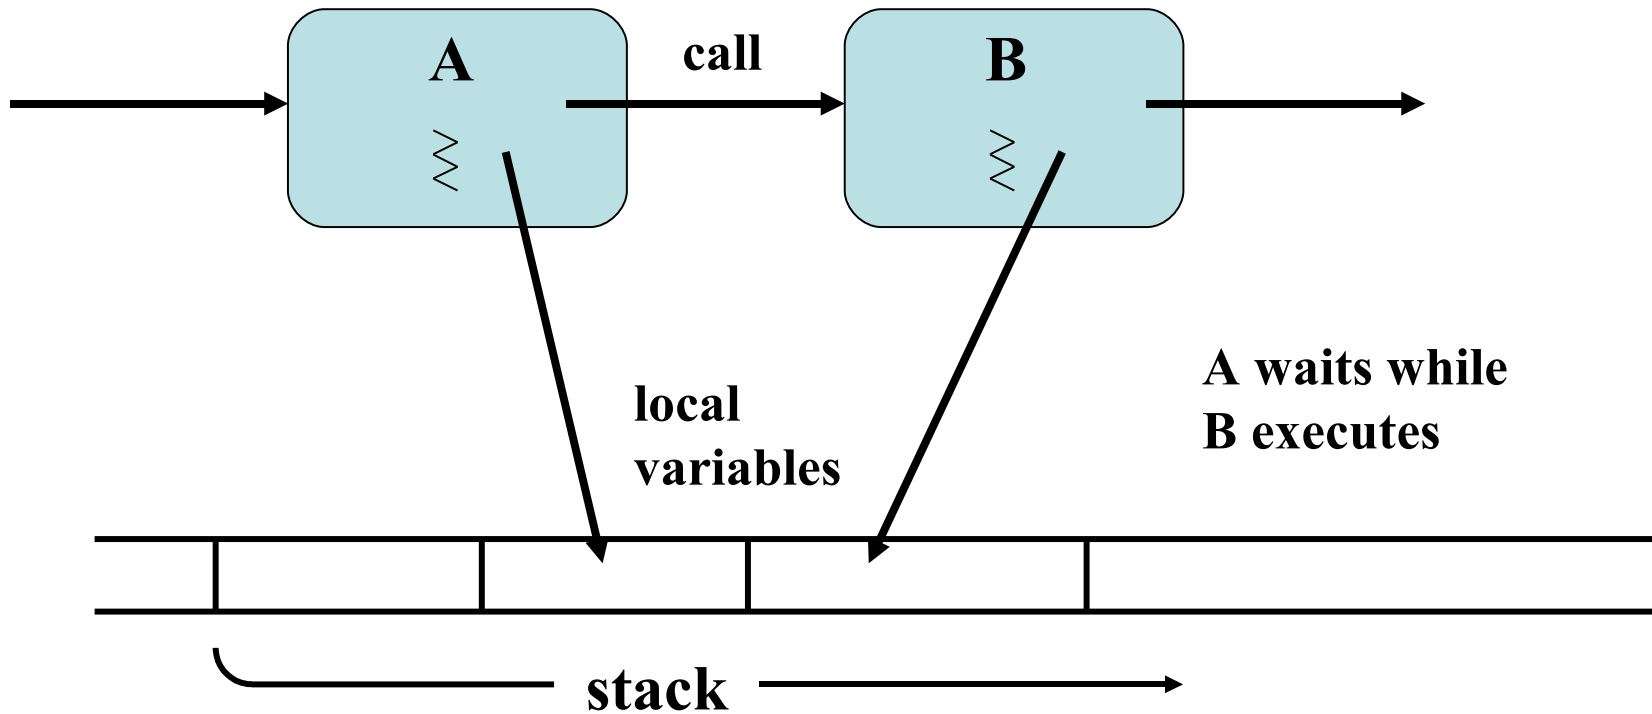 A
call
B
local
variables
A waits while
B executes
stack